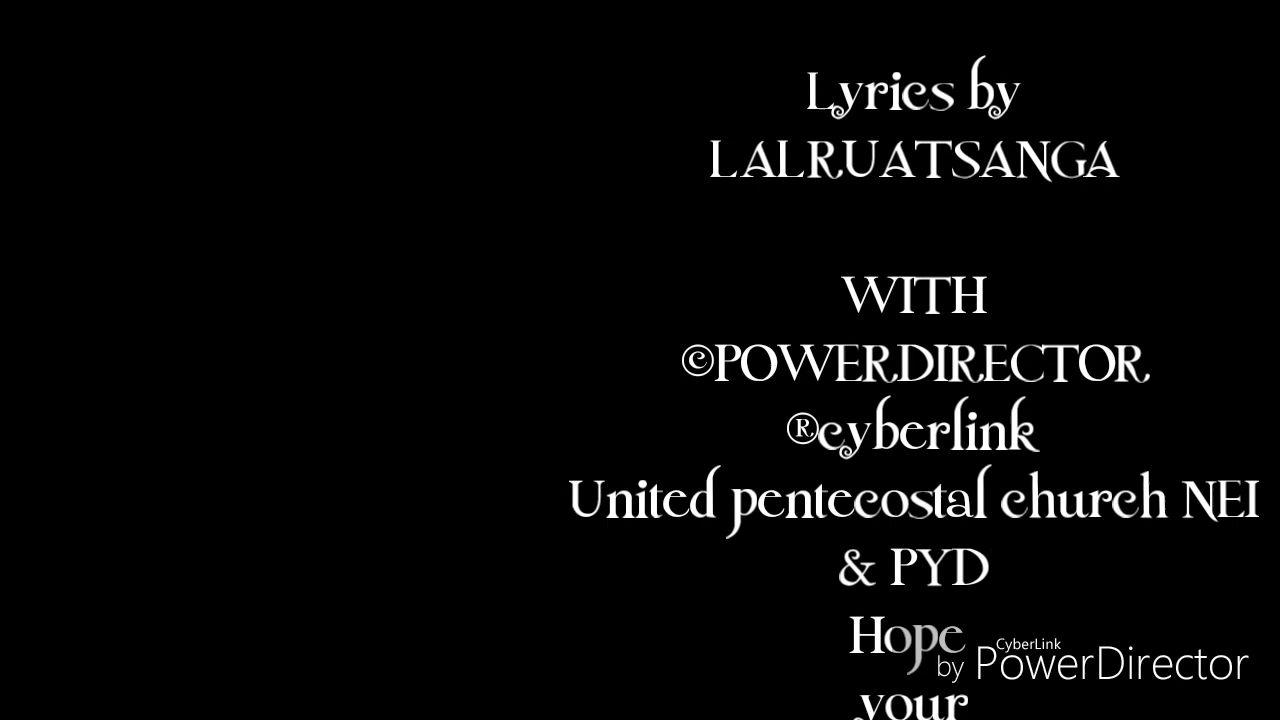 Lyrics by
LALRUATSANGA
WITH
©POWERDIRECTOR
®cyberlink
United pentecostal church NEI
& PYD
Hope
your
CyberLink
by PowerDirector